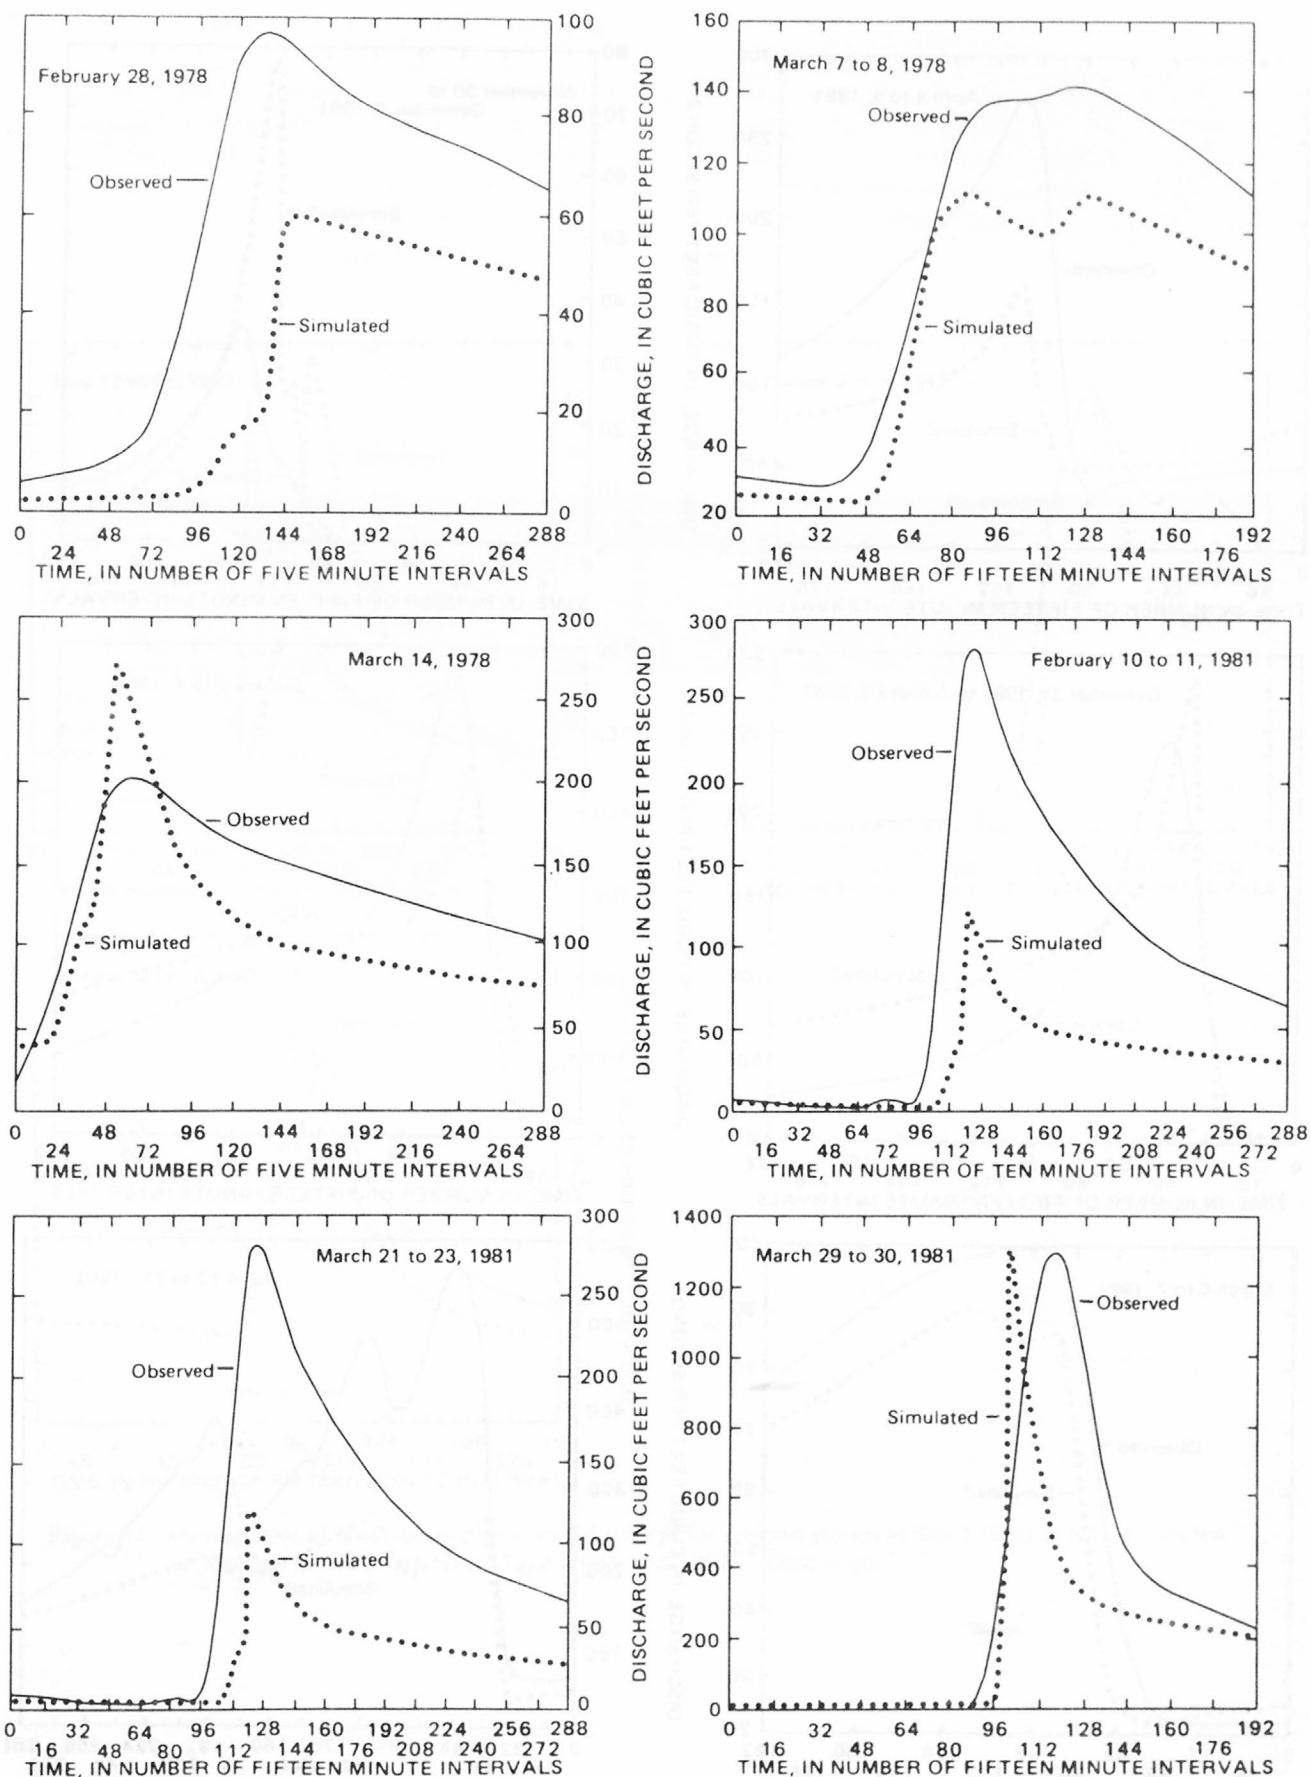 February 28, 1978
Observed
Simulated
100
80
60
40
20
0
0 48 96 144 192 240 288
24 72 120 168 216 264
TIME, IN NUMBER OF FIVE MINUTE INTERVALS
DISCHARGE, IN CUBIC FEET PER SECOND
March 7 to 8, 1978
Observed
Simulated
160
140
120
100
80
60
40
20
0 32 64 96 128 160 192
16 48 80 112 144 176
TIME, IN NUMBER OF FIFTEEN MINUTE INTERVALS
March 14, 1978
Observed
Simulated
300
250
200
150
100
50
0
0 48 96 144 192 240 288
24 72 120 168 216 264
TIME, IN NUMBER OF FIVE MINUTE INTERVALS
DISCHARGE, IN CUBIC FEET PER SECOND
February 10 to 11, 1981
Observed
Simulated
300
250
200
150
100
50
0
0 32 64 96 128 160 192 224 256 288
16 48 72 112 144 176 208 240 272
TIME, IN NUMBER OF TEN MINUTE INTERVALS
March 21 to 23, 1981
Observed
Simulated
300
250
200
150
100
50
0
0 32 64 96 128 160 192 224 256 288
16 48 80 112 144 176 208 240 272
TIME, IN NUMBER OF FIFTEEN MINUTE INTERVALS
DISCHARGE, IN CUBIC FEET PER SECOND
March 29 to 30, 1981
Observed
Simulated
1400
1200
1000
800
600
400
200
0
0 32 64 96 128 160 192
16 48 80 112 144 176
TIME, IN NUMBER OF FIFTEEN MINUTE INTERVALS